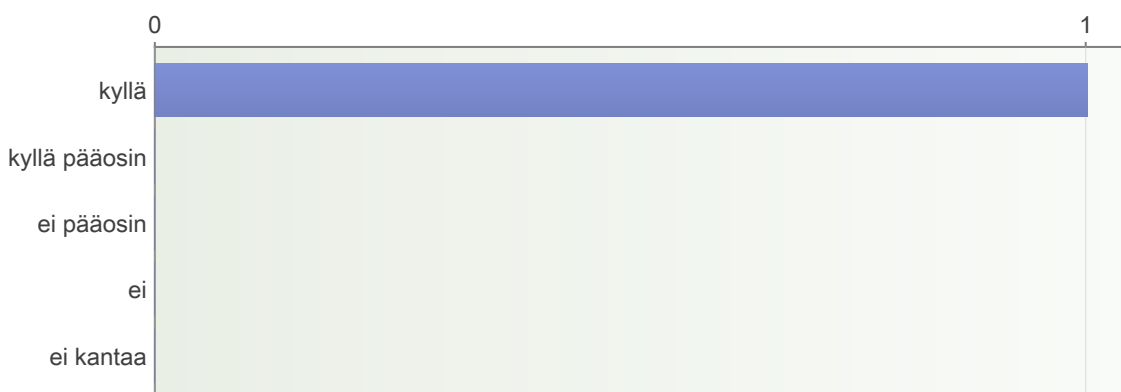 0 1
kyllä
kyllä pääosin
ei pääosin
ei
ei kantaa